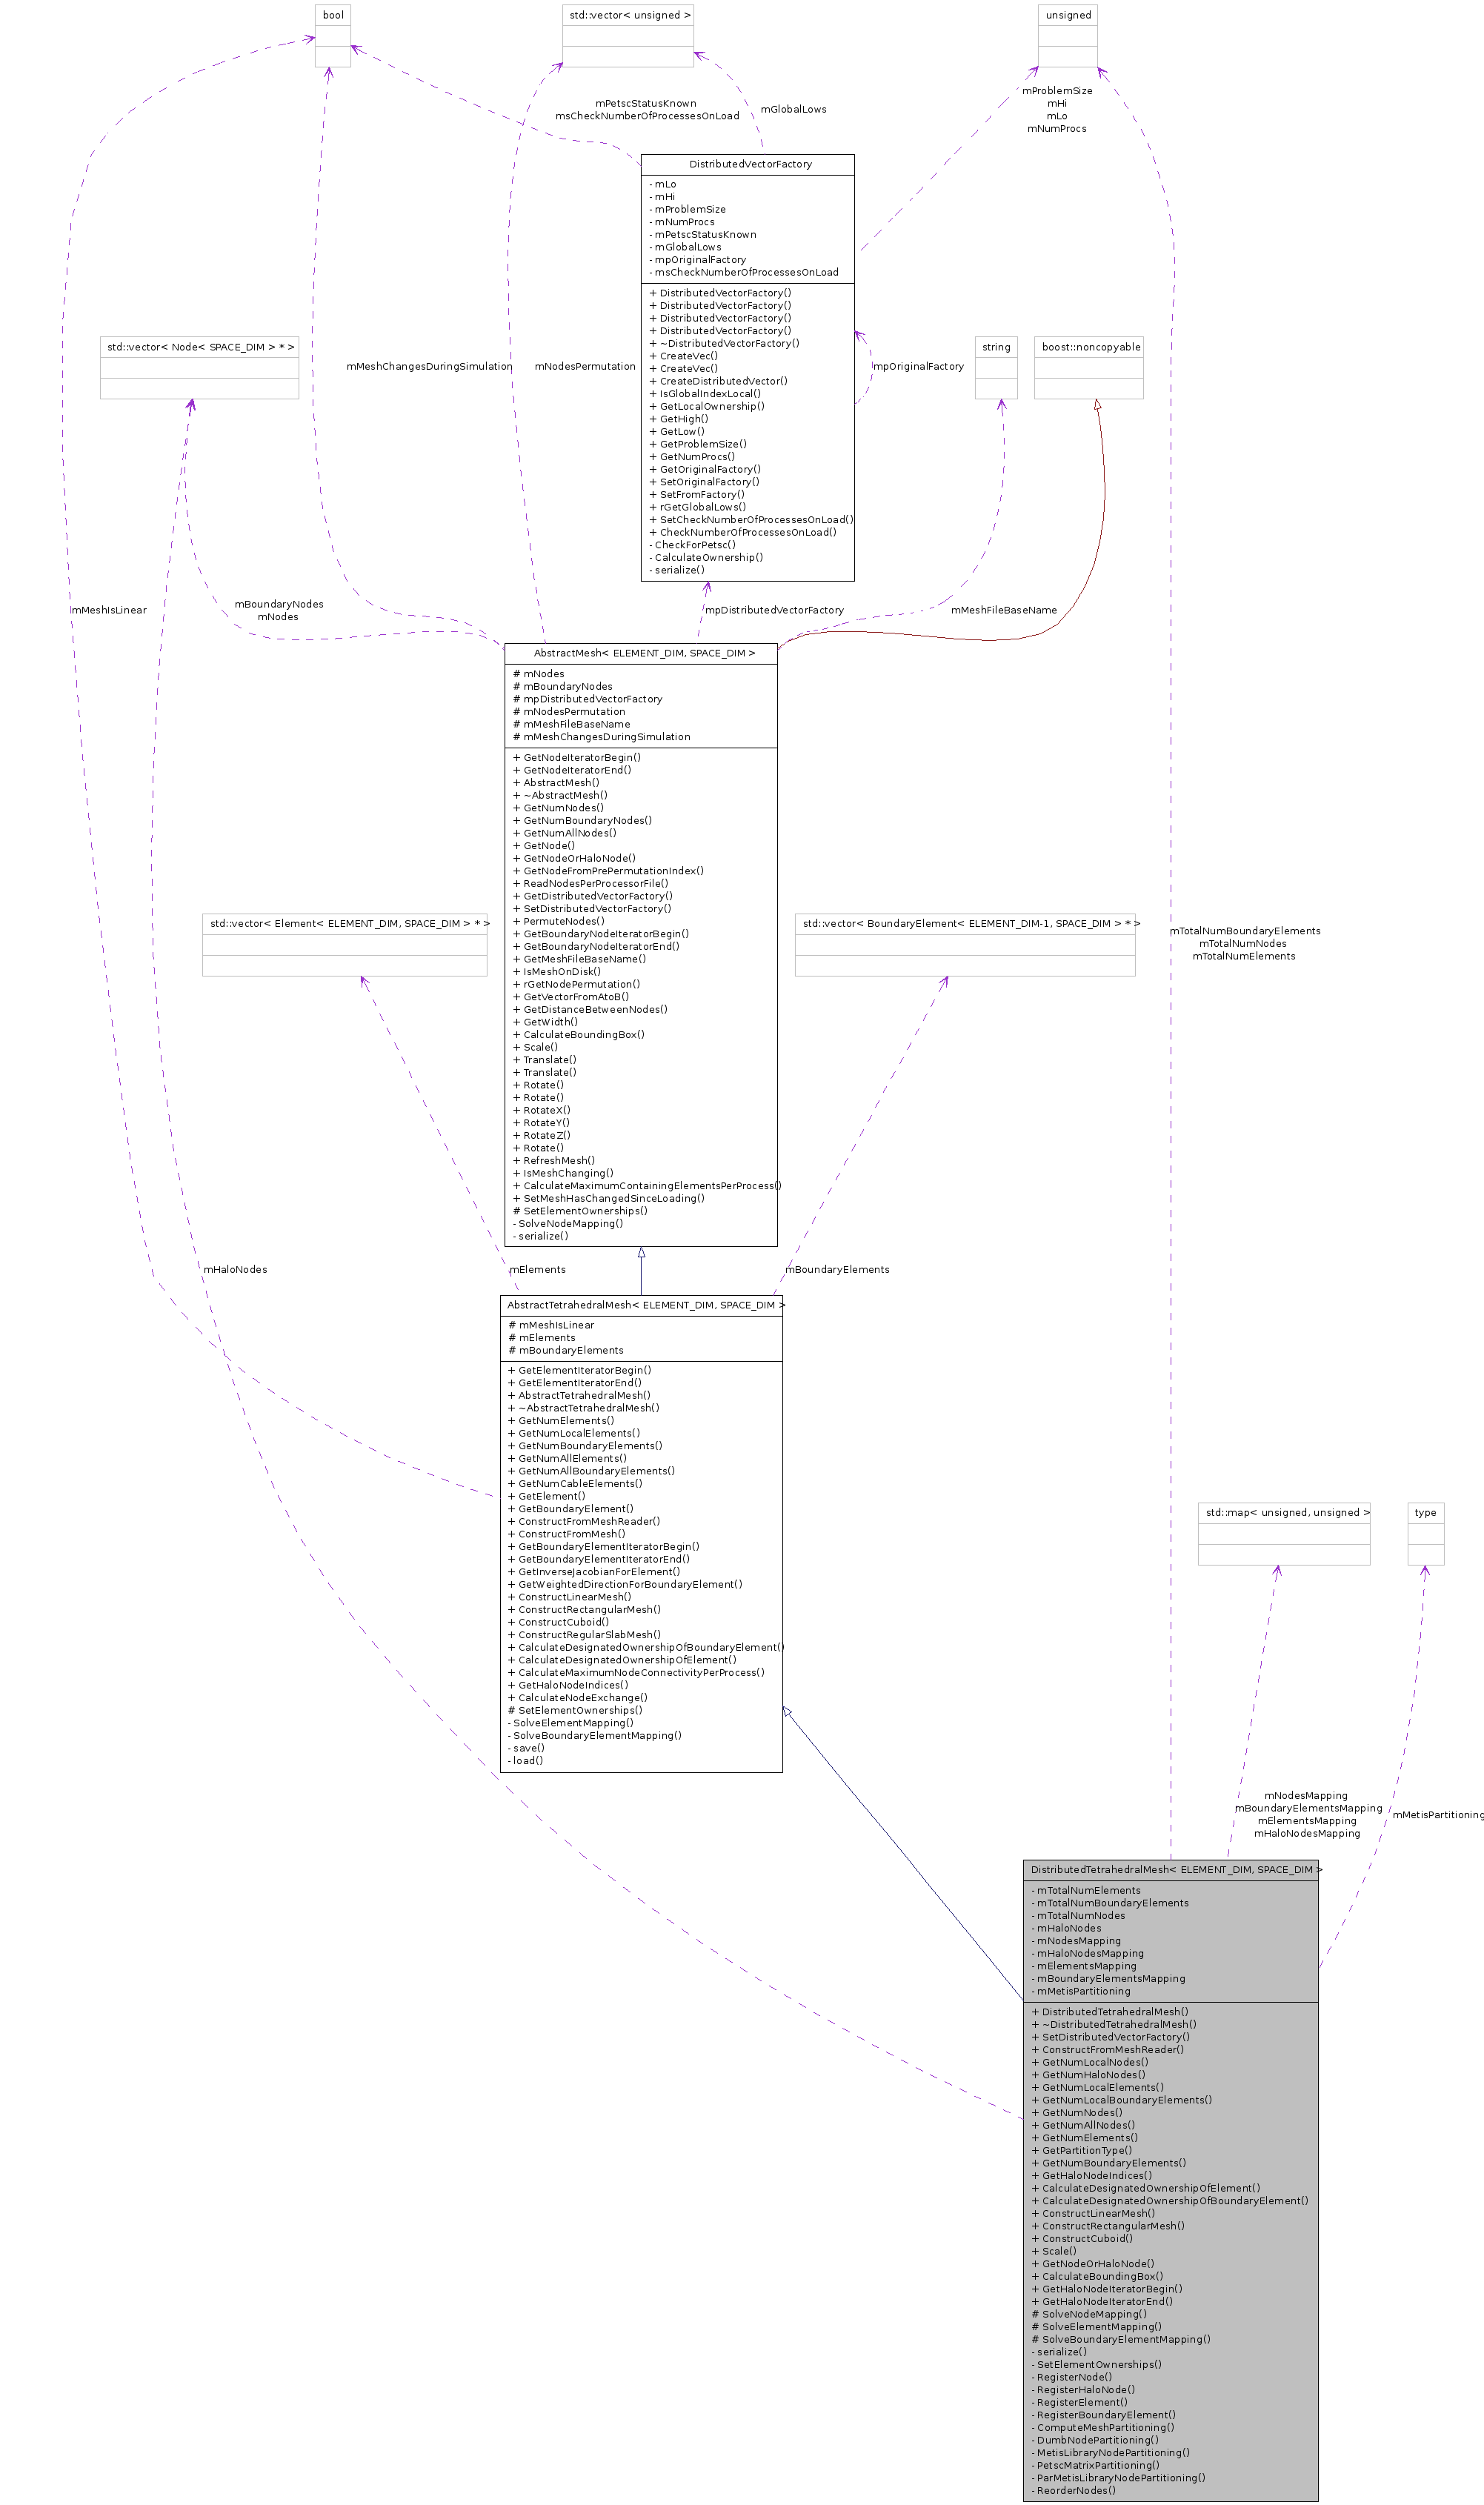 bool
std::vector< unsigned >
unsigned
mPetscStatusKnown
msCheckNumberOfProcessesOnLoad
mGlobalLows
mProblemSize
mHi
mLo
mNumProcs
DistributedVectorFactory
- mLo
- mHi
- mProblemSize
- mNumProcs
- mPetscStatusKnown
- mGlobalLows
- mpOriginalFactory
- msCheckNumberOfProcessesOnLoad
+ DistributedVectorFactory()
+ DistributedVectorFactory()
+ DistributedVectorFactory()
+ DistributedVectorFactory()
+ ~DistributedVectorFactory()
+ CreateVec()
+ CreateVec()
+ CreateDistributedVector()
+ IsGlobalIndexLocal()
+ GetLocalOwnership()
+ GetHigh()
+ GetLow()
+ GetProblemSize()
+ GetNumProcs()
+ GetOriginalFactory()
+ SetOriginalFactory()
+ SetFromFactory()
+ rGetGlobalLows()
+ SetCheckNumberOfProcessesOnLoad()
+ CheckNumberOfProcessesOnLoad()
- CheckForPetsc()
- CalculateOwnership()
- serialize()
std::vector< Node< SPACE_DIM > * >
string
boost::noncopyable
mMeshChangesDuringSimulation
mNodesPermutation
mpOriginalFactory
mMeshIsLinear
mBoundaryNodes
mNodes
mpDistributedVectorFactory
mMeshFileBaseName
AbstractMesh< ELEMENT_DIM, SPACE_DIM >
# mNodes
# mBoundaryNodes
# mpDistributedVectorFactory
# mNodesPermutation
# mMeshFileBaseName
# mMeshChangesDuringSimulation
+ GetNodeIteratorBegin()
+ GetNodeIteratorEnd()
+ AbstractMesh()
+ ~AbstractMesh()
+ GetNumNodes()
+ GetNumBoundaryNodes()
+ GetNumAllNodes()
+ GetNode()
+ GetNodeOrHaloNode()
+ GetNodeFromPrePermutationIndex()
+ ReadNodesPerProcessorFile()
+ GetDistributedVectorFactory()
+ SetDistributedVectorFactory()
+ PermuteNodes()
+ GetBoundaryNodeIteratorBegin()
+ GetBoundaryNodeIteratorEnd()
+ GetMeshFileBaseName()
+ IsMeshOnDisk()
+ rGetNodePermutation()
+ GetVectorFromAtoB()
+ GetDistanceBetweenNodes()
+ GetWidth()
+ CalculateBoundingBox()
+ Scale()
+ Translate()
+ Translate()
+ Rotate()
+ Rotate()
+ RotateX()
+ RotateY()
+ RotateZ()
+ Rotate()
+ RefreshMesh()
+ IsMeshChanging()
+ CalculateMaximumContainingElementsPerProcess()
+ SetMeshHasChangedSinceLoading()
# SetElementOwnerships()
- SolveNodeMapping()
- serialize()
std::vector< Element< ELEMENT_DIM, SPACE_DIM > * >
std::vector< BoundaryElement< ELEMENT_DIM-1, SPACE_DIM > * >
mTotalNumBoundaryElements
mTotalNumNodes
mTotalNumElements
mHaloNodes
mElements
mBoundaryElements
AbstractTetrahedralMesh< ELEMENT_DIM, SPACE_DIM >
# mMeshIsLinear
# mElements
# mBoundaryElements
+ GetElementIteratorBegin()
+ GetElementIteratorEnd()
+ AbstractTetrahedralMesh()
+ ~AbstractTetrahedralMesh()
+ GetNumElements()
+ GetNumLocalElements()
+ GetNumBoundaryElements()
+ GetNumAllElements()
+ GetNumAllBoundaryElements()
+ GetNumCableElements()
+ GetElement()
+ GetBoundaryElement()
+ ConstructFromMeshReader()
+ ConstructFromMesh()
+ GetBoundaryElementIteratorBegin()
+ GetBoundaryElementIteratorEnd()
+ GetInverseJacobianForElement()
+ GetWeightedDirectionForBoundaryElement()
+ ConstructLinearMesh()
+ ConstructRectangularMesh()
+ ConstructCuboid()
+ ConstructRegularSlabMesh()
+ CalculateDesignatedOwnershipOfBoundaryElement()
+ CalculateDesignatedOwnershipOfElement()
+ CalculateMaximumNodeConnectivityPerProcess()
+ GetHaloNodeIndices()
+ CalculateNodeExchange()
# SetElementOwnerships()
- SolveElementMapping()
- SolveBoundaryElementMapping()
- save()
- load()
std::map< unsigned, unsigned >
type
mNodesMapping
mBoundaryElementsMapping
mElementsMapping
mHaloNodesMapping
mMetisPartitioning
DistributedTetrahedralMesh< ELEMENT_DIM, SPACE_DIM >
- mTotalNumElements
- mTotalNumBoundaryElements
- mTotalNumNodes
- mHaloNodes
- mNodesMapping
- mHaloNodesMapping
- mElementsMapping
- mBoundaryElementsMapping
- mMetisPartitioning
+ DistributedTetrahedralMesh()
+ ~DistributedTetrahedralMesh()
+ SetDistributedVectorFactory()
+ ConstructFromMeshReader()
+ GetNumLocalNodes()
+ GetNumHaloNodes()
+ GetNumLocalElements()
+ GetNumLocalBoundaryElements()
+ GetNumNodes()
+ GetNumAllNodes()
+ GetNumElements()
+ GetPartitionType()
+ GetNumBoundaryElements()
+ GetHaloNodeIndices()
+ CalculateDesignatedOwnershipOfElement()
+ CalculateDesignatedOwnershipOfBoundaryElement()
+ ConstructLinearMesh()
+ ConstructRectangularMesh()
+ ConstructCuboid()
+ Scale()
+ GetNodeOrHaloNode()
+ CalculateBoundingBox()
+ GetHaloNodeIteratorBegin()
+ GetHaloNodeIteratorEnd()
# SolveNodeMapping()
# SolveElementMapping()
# SolveBoundaryElementMapping()
- serialize()
- SetElementOwnerships()
- RegisterNode()
- RegisterHaloNode()
- RegisterElement()
- RegisterBoundaryElement()
- ComputeMeshPartitioning()
- DumbNodePartitioning()
- MetisLibraryNodePartitioning()
- PetscMatrixPartitioning()
- ParMetisLibraryNodePartitioning()
- ReorderNodes()